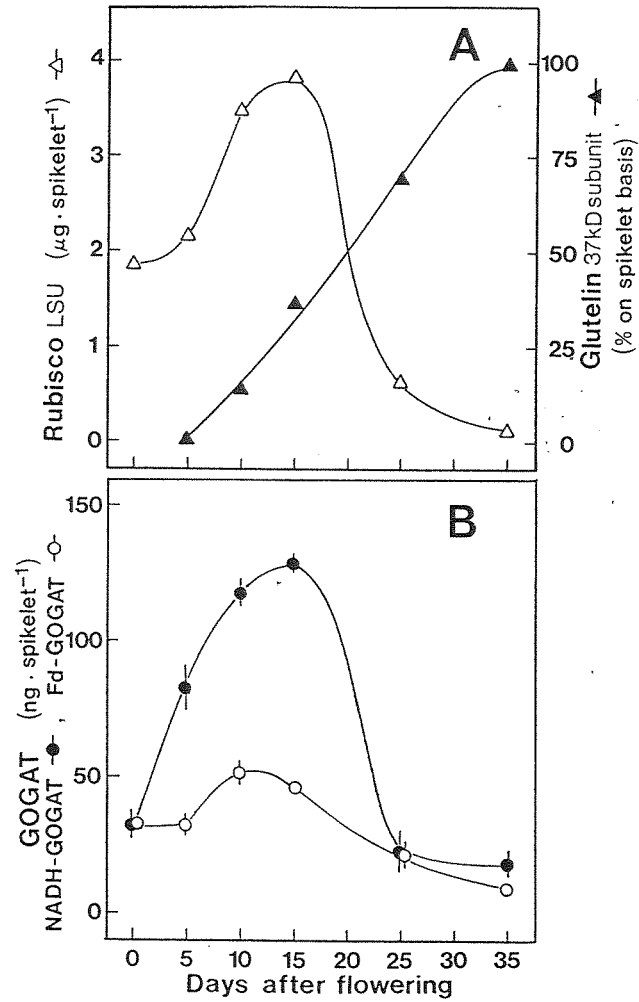 A
Rubisco LSU (μg·spikelet⁻¹) -△-
4
3
2
1
0
100
75
50
25
0
Glutelin 37kD subunit -▲-
(% on spikelet basis)
B
GOGAT (ng·spikelet⁻¹)
NADH-GOGAT -●-, Fd-GOGAT -○-
150
100
50
0
0 5 10 15 20 25 30 35
Days after flowering